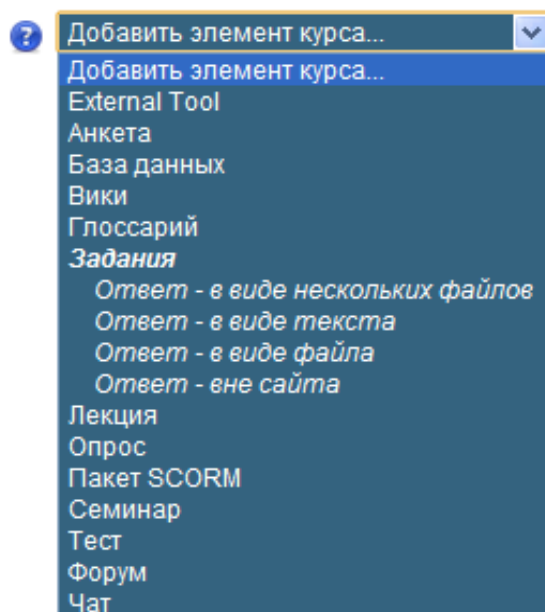 Добавить элемент курса...
Добавить элемент курса...
External Tool
Анкета
База данных
Вики
Глоссарий
Задания
Ответ - в виде нескольких файлов
Ответ - в виде текста
Ответ - в виде файла
Ответ - вне сайта
Лекция
Опрос
Пакет SCORM
Семинар
Тест
Форум
Чат